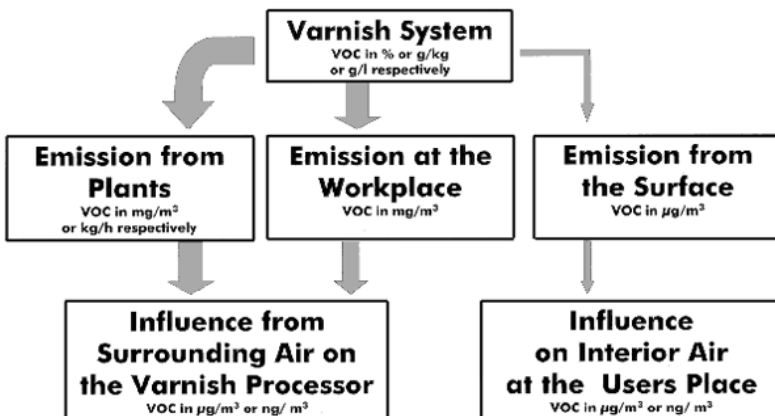 Varnish System
VOC in % or g/kg
or g/l respectively
Emission from
Plants
VOC in mg/m³
or kg/h respectively
Emission at the
Workplace
VOC in mg/m³
Emission from
the Surface
VOC in µg/m³
Influence from
Surrounding Air on
the Varnish Processor
VOC in µg/m³ or ng/ m³
Influence
on Interior Air
at the Users Place
VOC in µg/m³ or ng/ m³